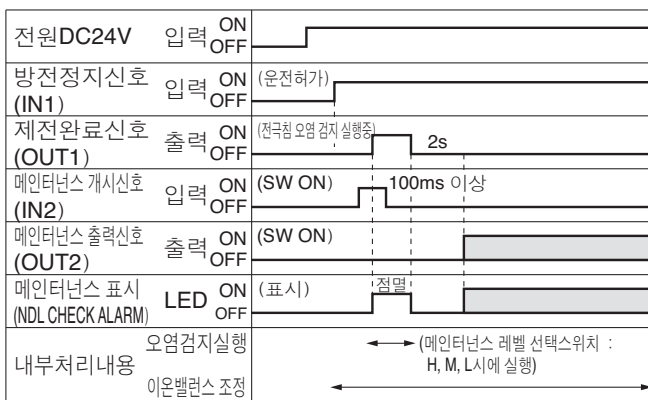 전원DC24V 입력 ON OFF
방전정지신호 (IN1) 입력 ON OFF (운전허가)
제전완료신호 (OUT1) 출력 ON OFF (전극침 오염 검지 실행중) 2s
메인터넌스 개시신호 (IN2) 입력 ON OFF (SW ON) 100ms 이상
메인터넌스 출력신호 (OUT2) 출력 ON OFF (SW ON)
메인터넌스 표시 (NDL CHECK ALARM) LED ON OFF (표시) 점멸
내부처리내용
오염검지실행 (메인터넌스 레벨 선택스위치 :
H, M, L시에 실행)
이온밸런스 조정